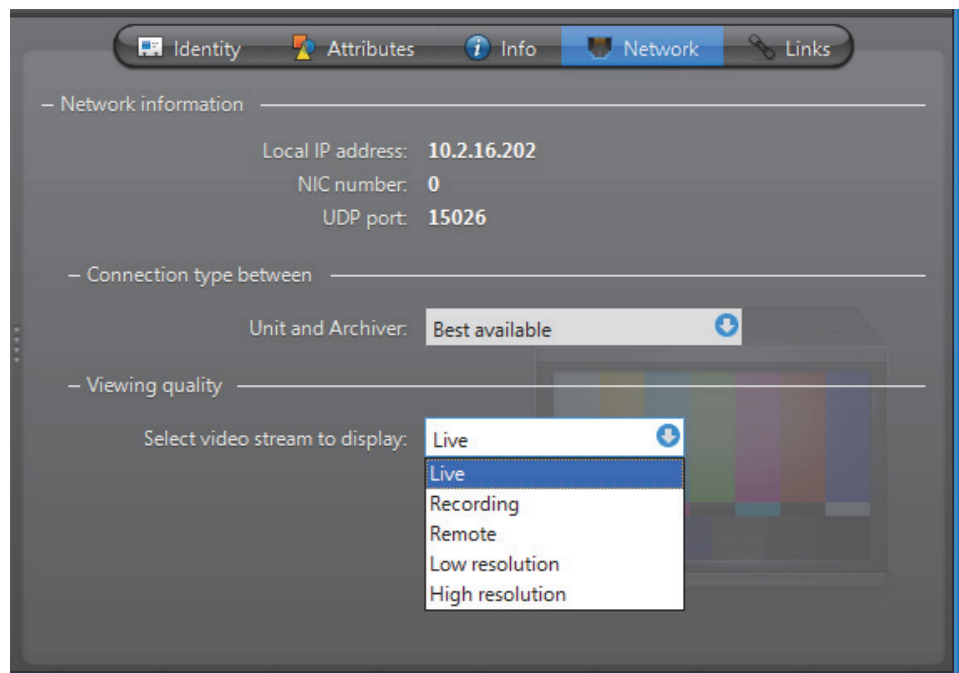 Identity Attributes Info Network Links
Network information
Local IP address: 10.2.16.202
NIC number: 0
UDP port: 15026
Connection type between
Unit and Archiver: Best available
Viewing quality
Select video stream to display: Live
Live
Recording
Remote
Low resolution
High resolution